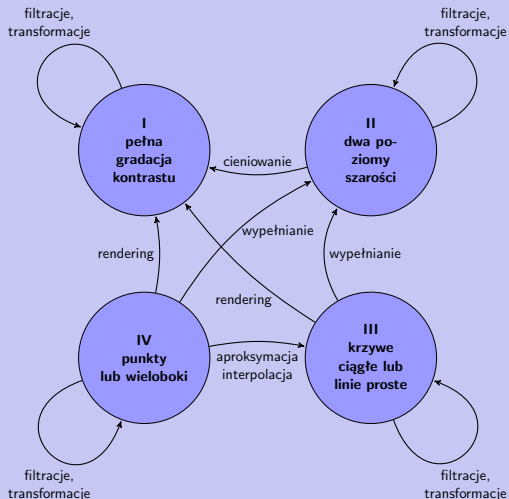 filtracje,
transformacje
filtracje,
transformacje
I
pełna
gradacja
kontrastu
II
dwa po-
ziomy
szarości
cieniowanie
wypełnianie
rendering
wypełnianie
rendering
IV
punkty
lub wieloboki
aproksymacja
interpolacja
III
krzywe
ciągłe lub
linie proste
filtracje,
transformacje
filtracje,
transformacje